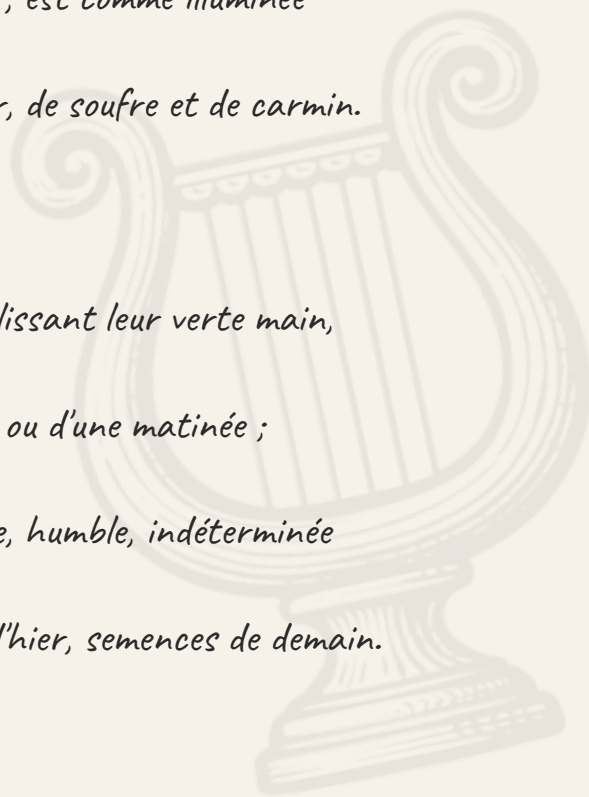 est comme illuminée
de soufre et de carmin.
leur verte main,
ou d'une matinée ;
humble, indéterminée
d'hier, semences de demain.